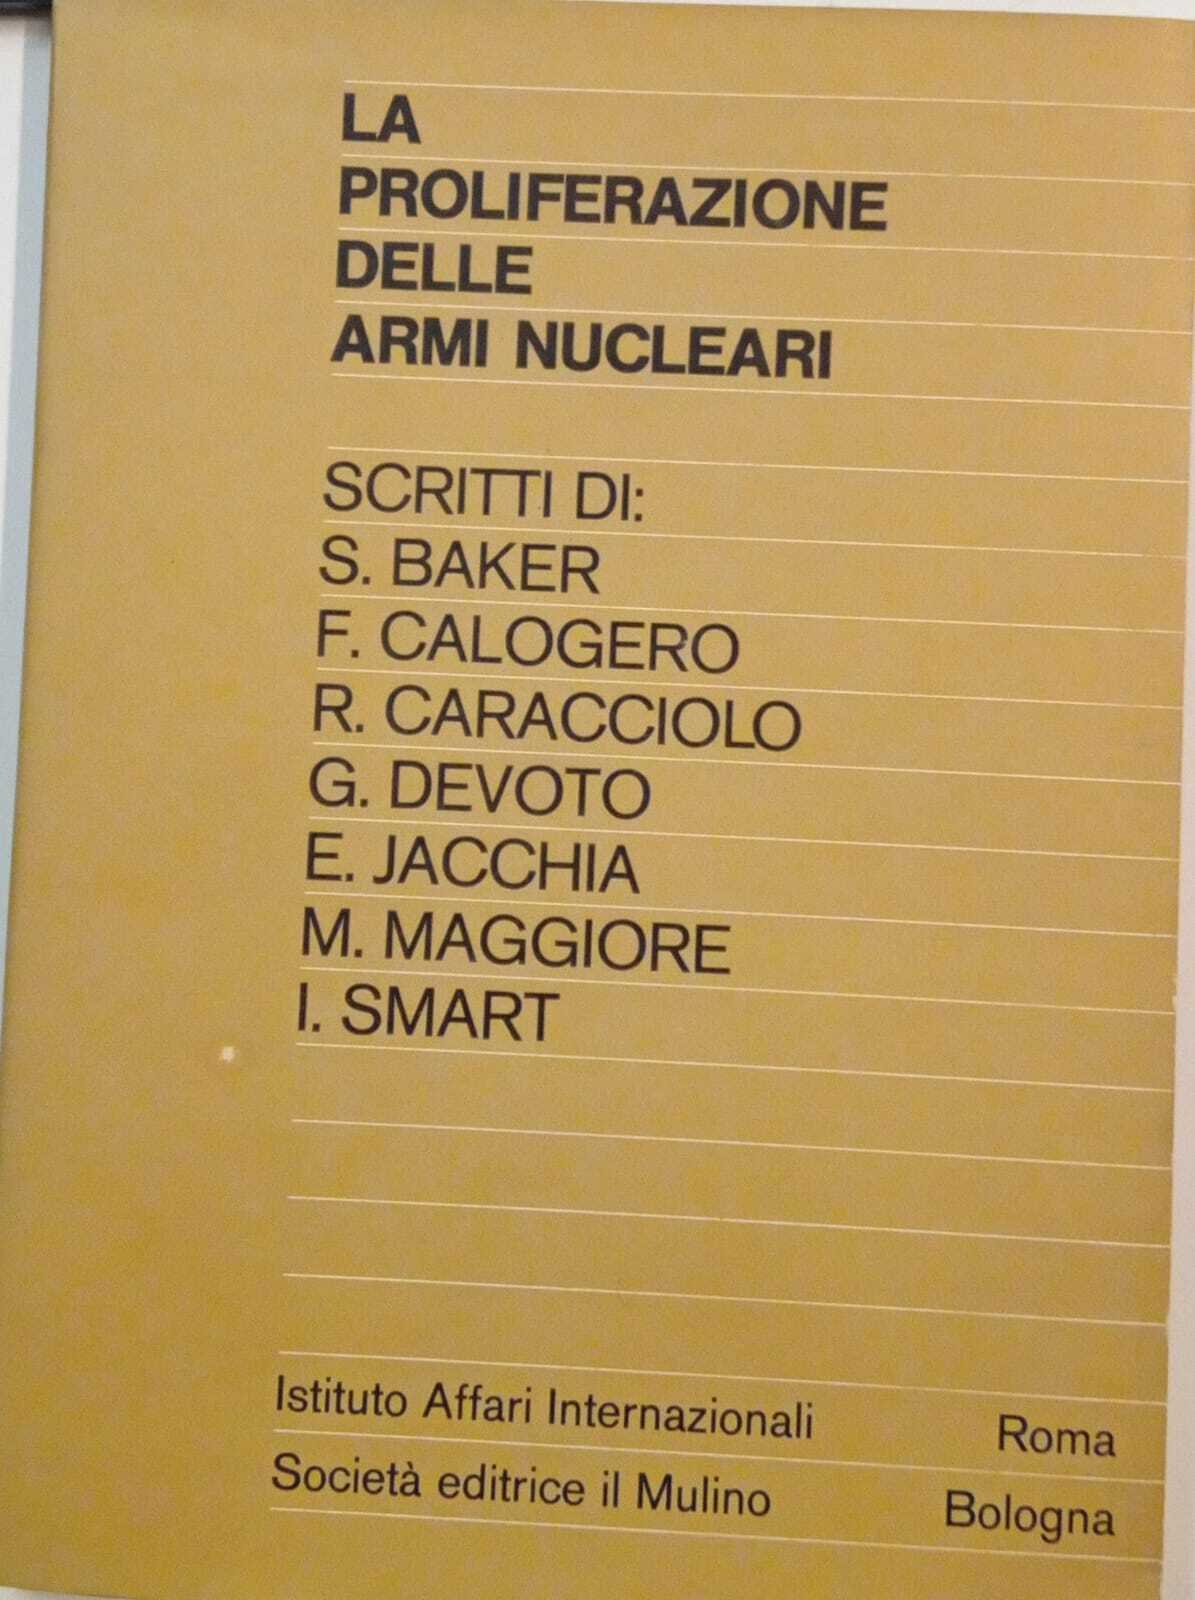 LA
PROLIFERAZIONE
DELLE
ARMI NUCLEARI
SCRITTI DI:
S. BAKER
F. CALOGERO
R. CARACCIOLO
G. DEVOTO
E. JACCHIA
M. MAGGIORE
I. SMART
Istituto Affari Internazionali Roma
Società editrice il Mulino Bologna